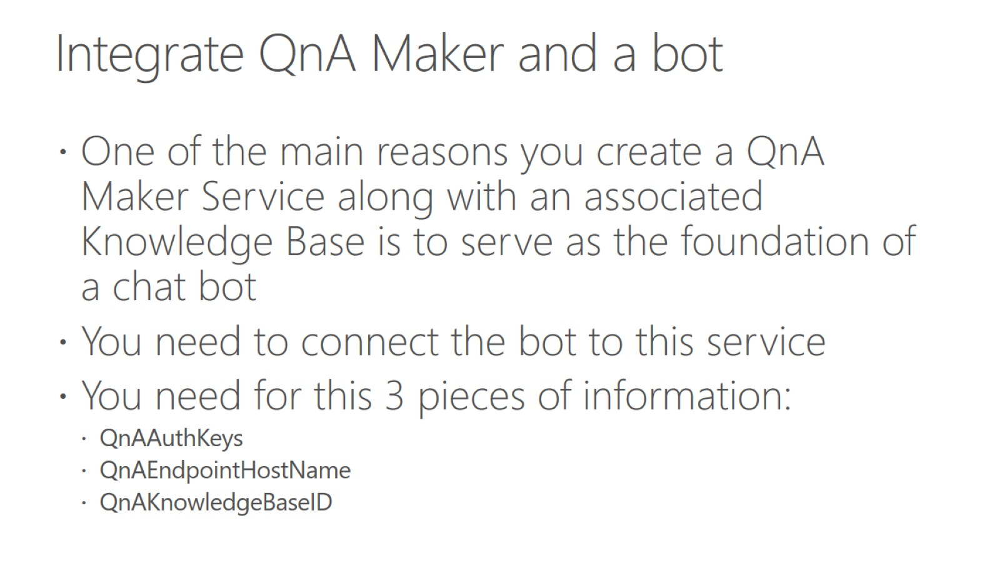 Integrate QnA Maker and a bot
· One of the main reasons you create a QnA
Maker Service along with an associated
Knowledge Base is to serve as the foundation of
a chat bot
· You need to connect the bot to this service
· You need for this 3 pieces of information:
· QnAAuthKeys
· QnAEndpointHostName
· QnAKnowledgeBaseID